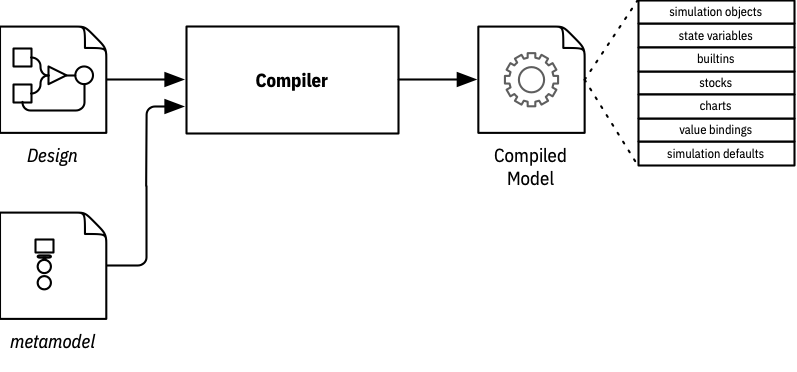 Design
metamodel
Compiler
Compiled
Model
simulation objects
state variables
builtins
stocks
charts
value bindings
simulation defaults